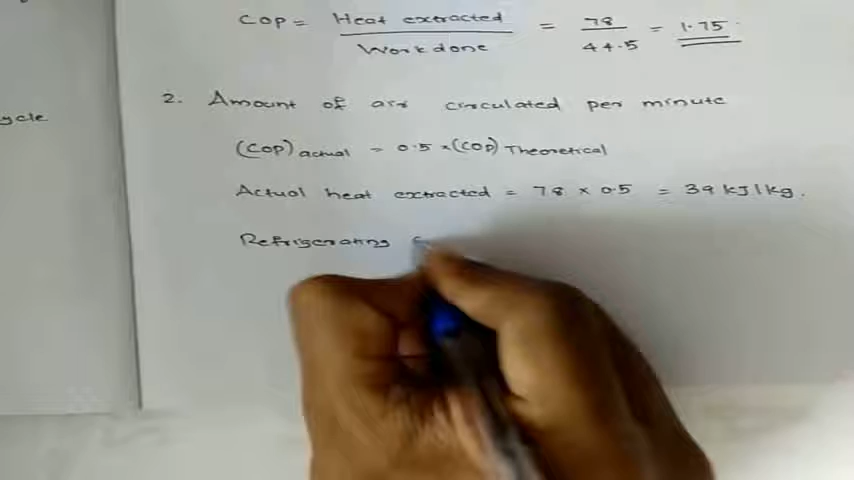 COP = Heat extracted / Workdone = 78 / 44.5 = 1.75
2. Amount of air circulated per minute
ycle
(COP) actual = 0.5 × (COP) Theoretical
Actual heat extracted = 78 × 0.5 = 39 kJ/kg.
Refrigerating